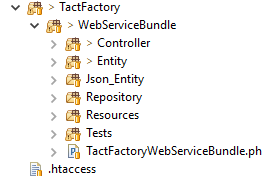 > TactFactory
> WebServiceBundle
> Controller
> Entity
Json_Entity
Repository
Resources
Tests
TactFactoryWebServiceBundle.ph
.htaccess